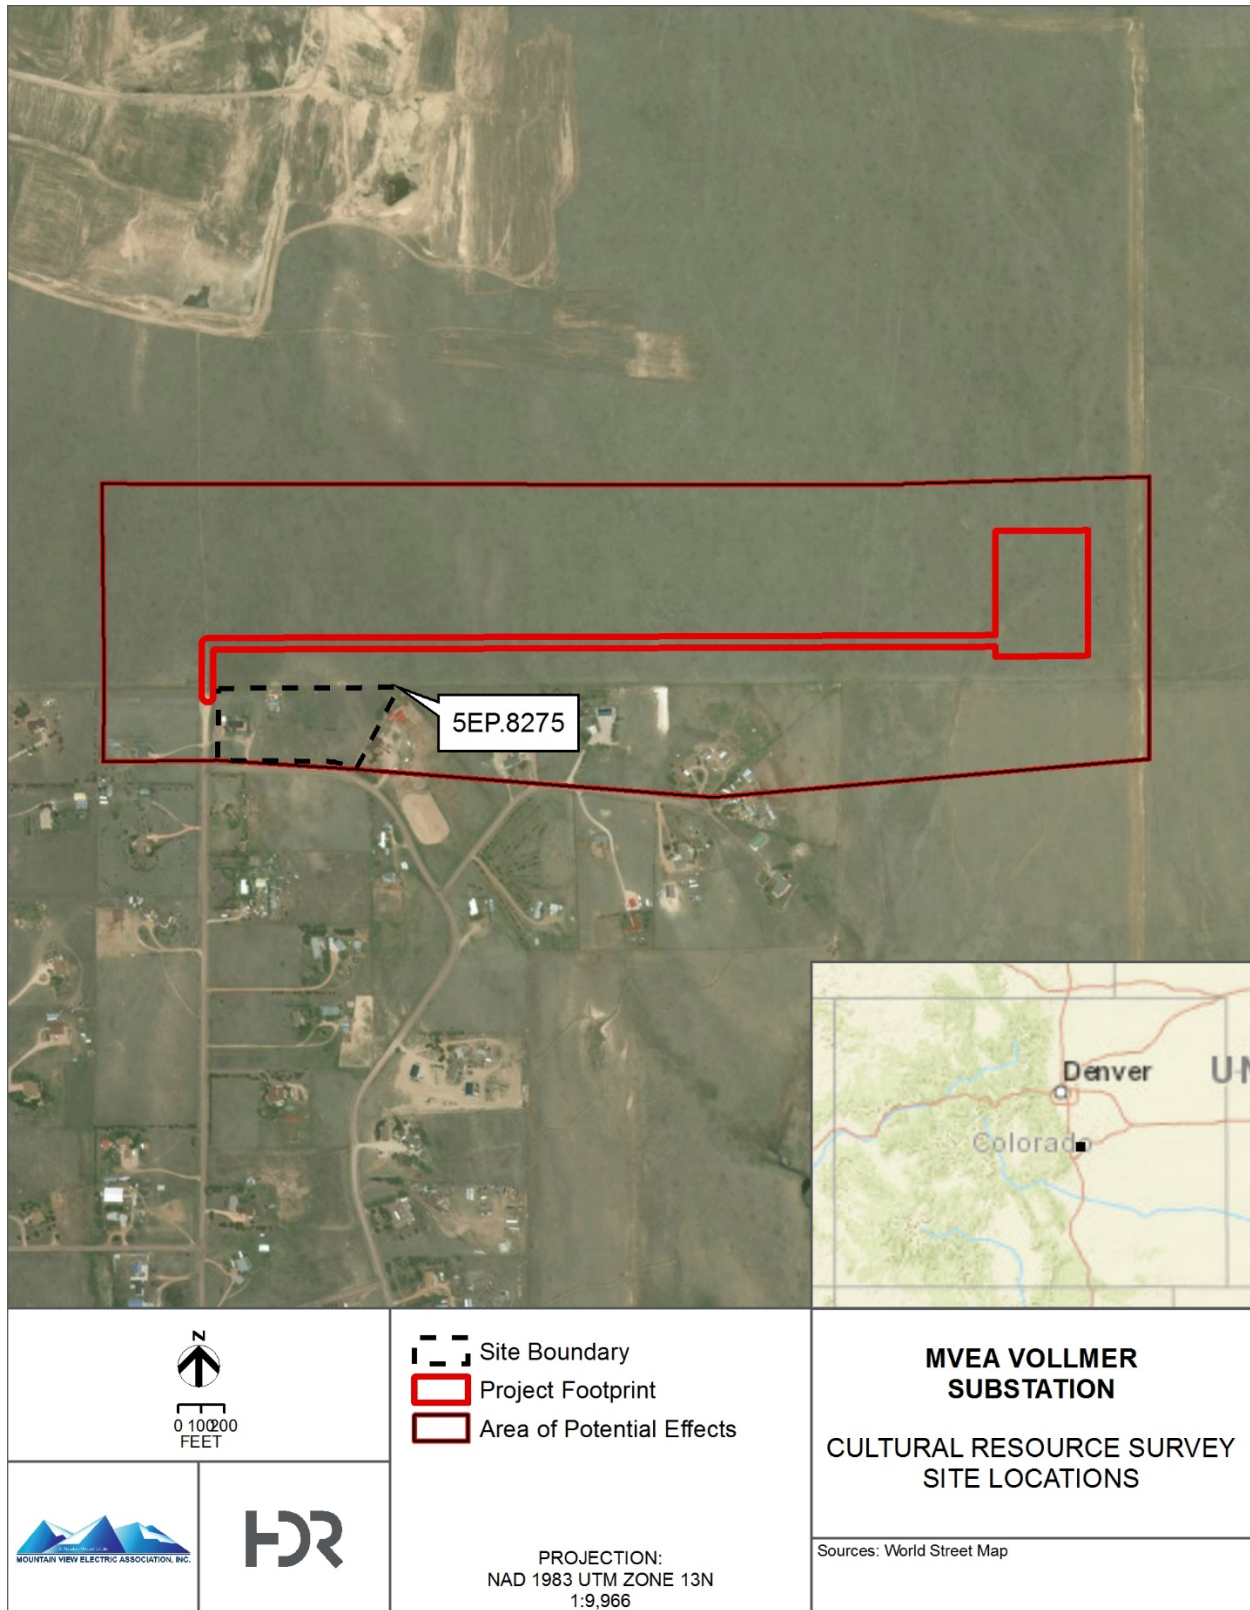 5EP.8275
Denver
UN
Colorado
N
0 100200
FEET
Site Boundary
Project Footprint
Area of Potential Effects
PROJECTION:
NAD 1983 UTM ZONE 13N
1:9,966
MOUNTAIN VIEW ELECTRIC ASSOCIATION, INC.
HDR
MVEA VOLLMER
SUBSTATION
CULTURAL RESOURCE SURVEY
SITE LOCATIONS
Sources: World Street Map